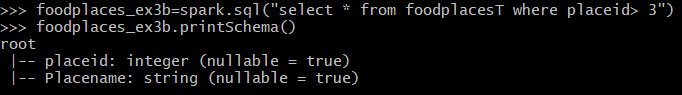 >>> foodplaces_ex3b=spark.sql("select * from foodplacesT where placeid> 3")
>>> foodplaces_ex3b.printSchema()
root
 |-- placeid: integer (nullable = true)
 |-- Placename: string (nullable = true)